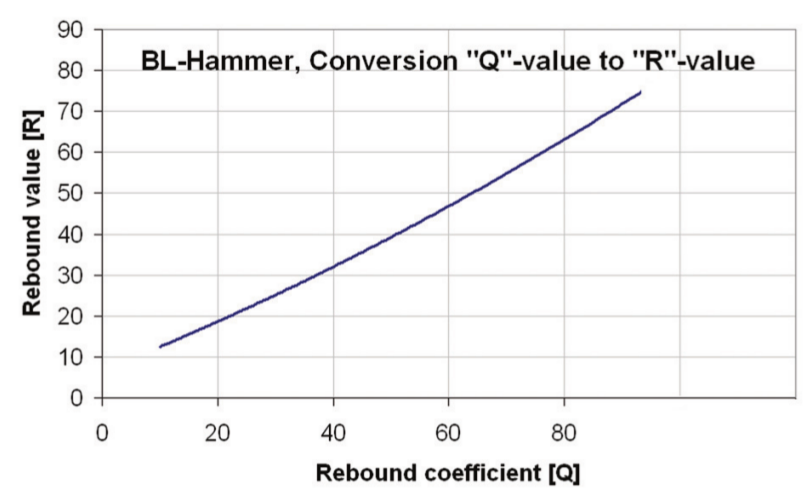 BL-Hammer, Conversion "Q"-value to "R"-value
90
80
70
60
50
40
30
20
10
0
Rebound value [R]
0 20 40 60 80
Rebound coefficient [Q]